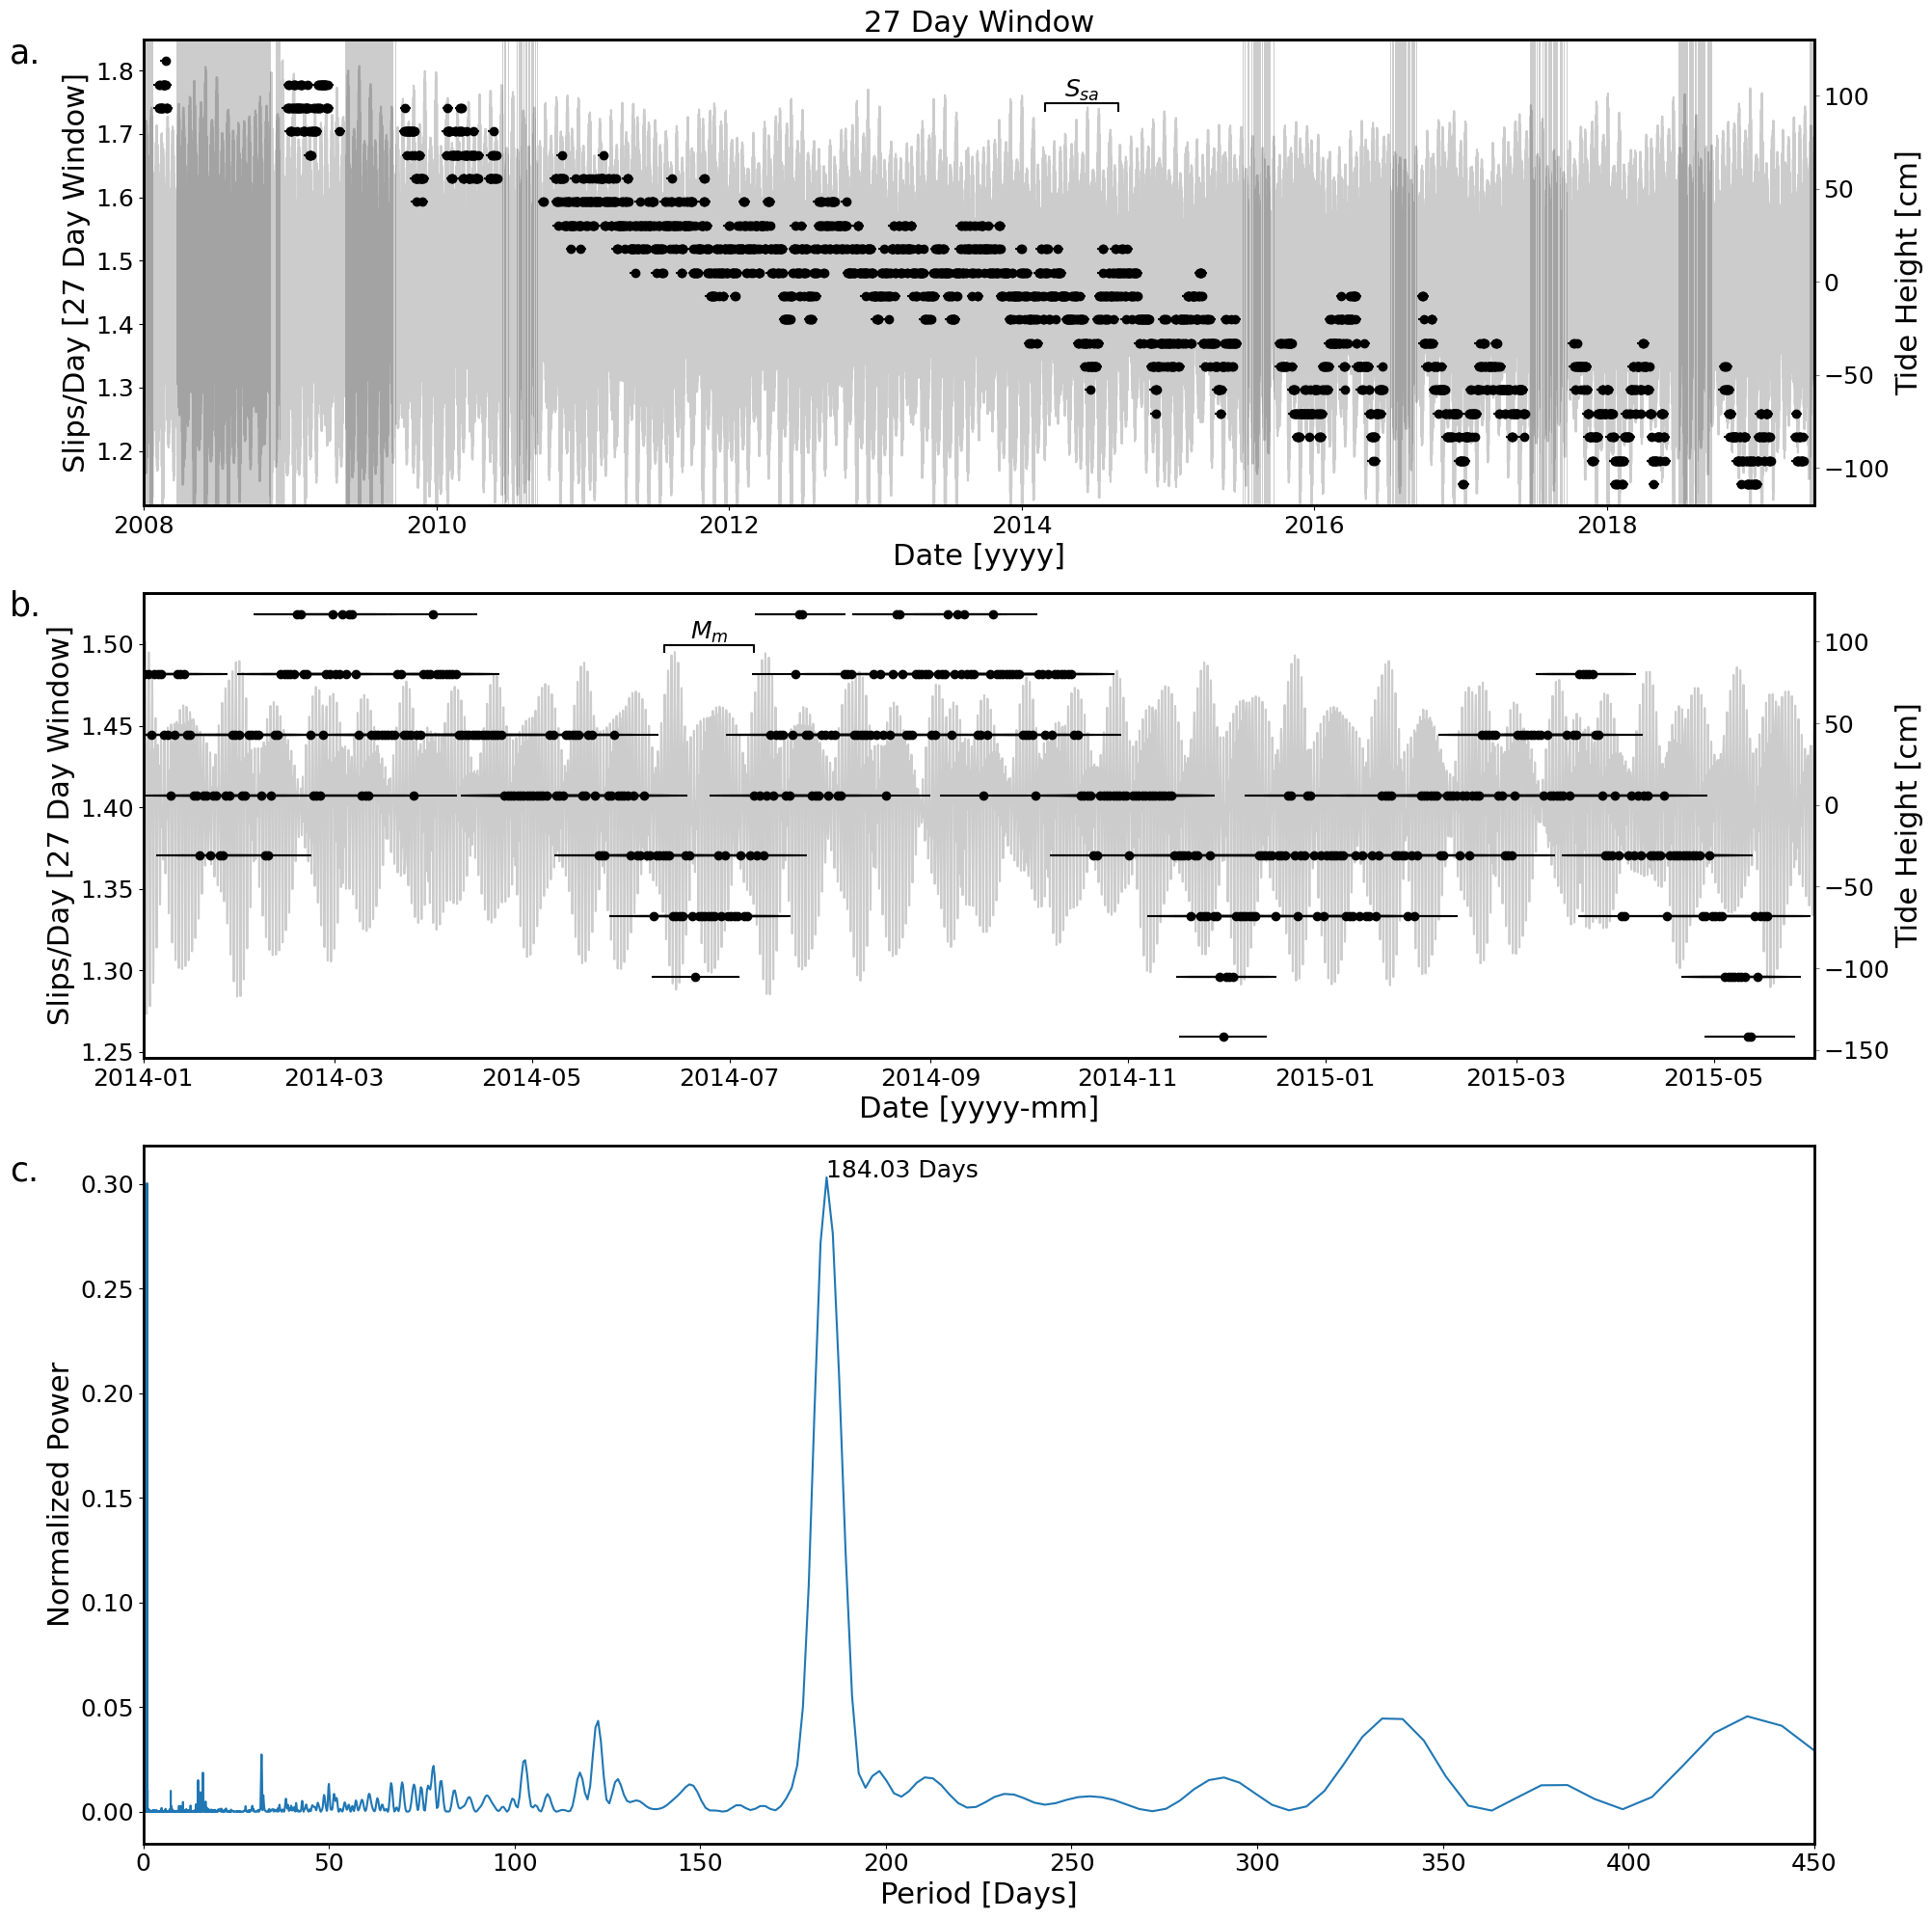 27 Day Window
a.
Slips/Day [27 Day Window]
1.8
1.7
1.6
1.5
1.4
1.3
1.2
S_sa
100
50
0
−50
−100
Tide Height [cm]
2008 2010 2012 2014 2016 2018
Date [yyyy]
b.
Slips/Day [27 Day Window]
1.50
1.45
1.40
1.35
1.30
1.25
M_m
100
50
0
−50
−100
−150
Tide Height [cm]
2014-01 2014-03 2014-05 2014-07 2014-09 2014-11 2015-01 2015-03 2015-05
Date [yyyy-mm]
c.
184.03 Days
Normalized Power
0.30
0.25
0.20
0.15
0.10
0.05
0.00
0 50 100 150 200 250 300 350 400 450
Period [Days]